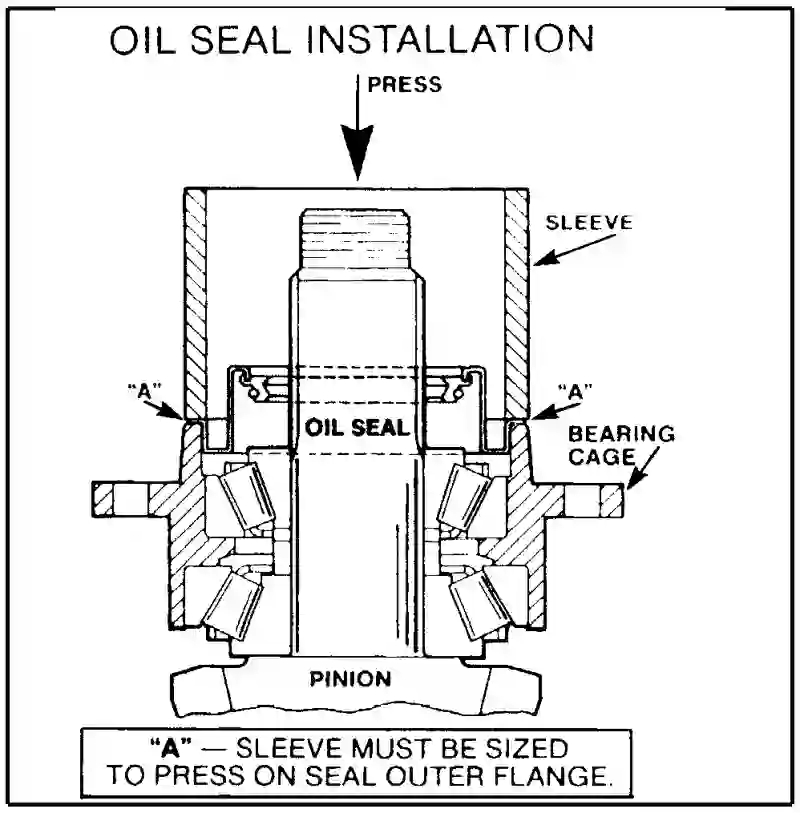 OIL SEAL INSTALLATION
PRESS
SLEEVE
"A"
"A"
OIL SEAL
BEARING
CAGE
PINION
"A" — SLEEVE MUST BE SIZED
TO PRESS ON SEAL OUTER FLANGE.